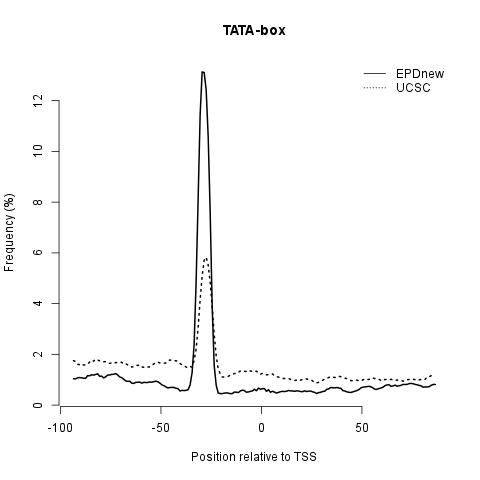 TATA-box
EPDnew
UCSC
Frequency (%)
12
10
8
6
4
2
0
-100 -50 0 50
Position relative to TSS